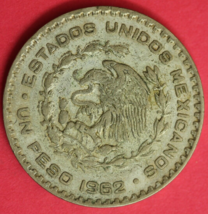 ESTADOS UNIDOS MEXICANOS
UN PESO 1962